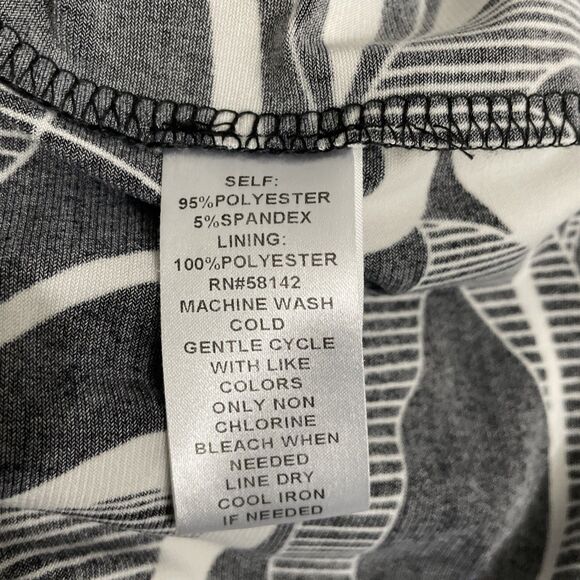 SELF:
95%POLYESTER
5%SPANDEX
LINING:
100%POLYESTER
RN#58142
MACHINE WASH
COLD
GENTLE CYCLE
WITH LIKE
COLORS
ONLY NON
CHLORINE
BLEACH WHEN
NEEDED
LINE DRY
COOL IRON
IF NEEDED